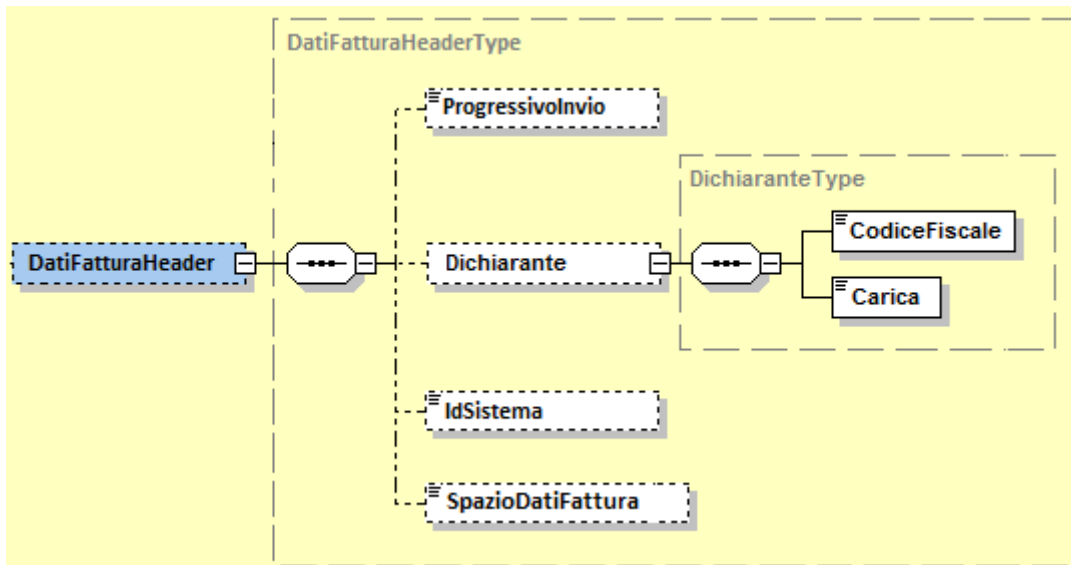 DatiFatturaHeaderType
ProgressivoInvio
DichiaranteType
CodiceFiscale
DatiFatturaHeader
Dichiarante
Carica
IdSistema
SpazioDatiFattura